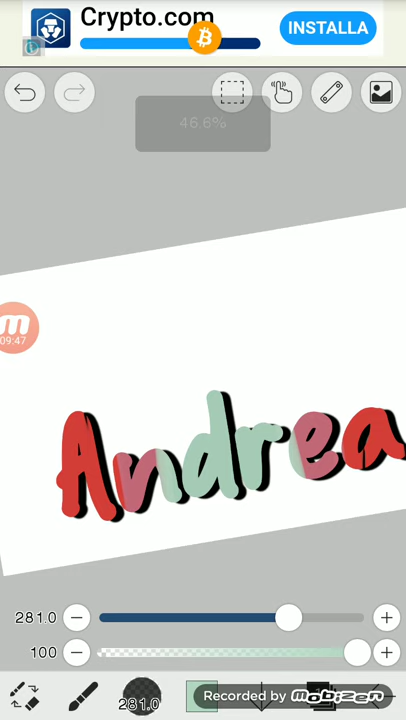 Crypto.com
INSTALLA
46.6%
09:47
Andrea
281.0
100
281.0
Recorded by mobizen